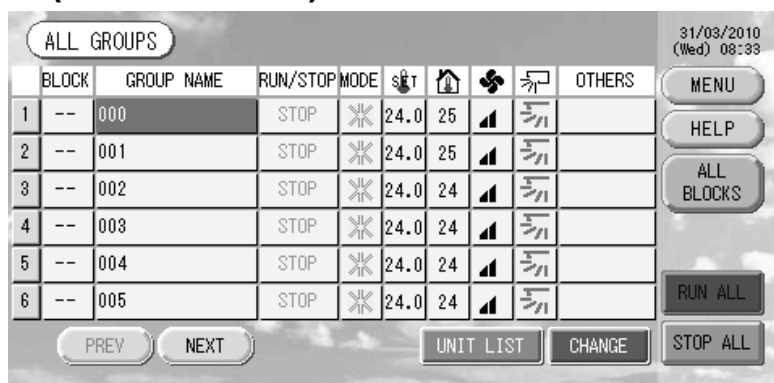 ALL GROUPS
31/03/2010
(Wed) 08:33
BLOCK GROUP NAME RUN/STOP MODE SET OTHERS
1 -- 000 STOP 24.0 25
2 -- 001 STOP 24.0 25
3 -- 002 STOP 24.0 24
4 -- 003 STOP 24.0 24
5 -- 004 STOP 24.0 24
6 -- 005 STOP 24.0 24
MENU
HELP
ALL
BLOCKS
RUN ALL
PREV NEXT UNIT LIST CHANGE STOP ALL